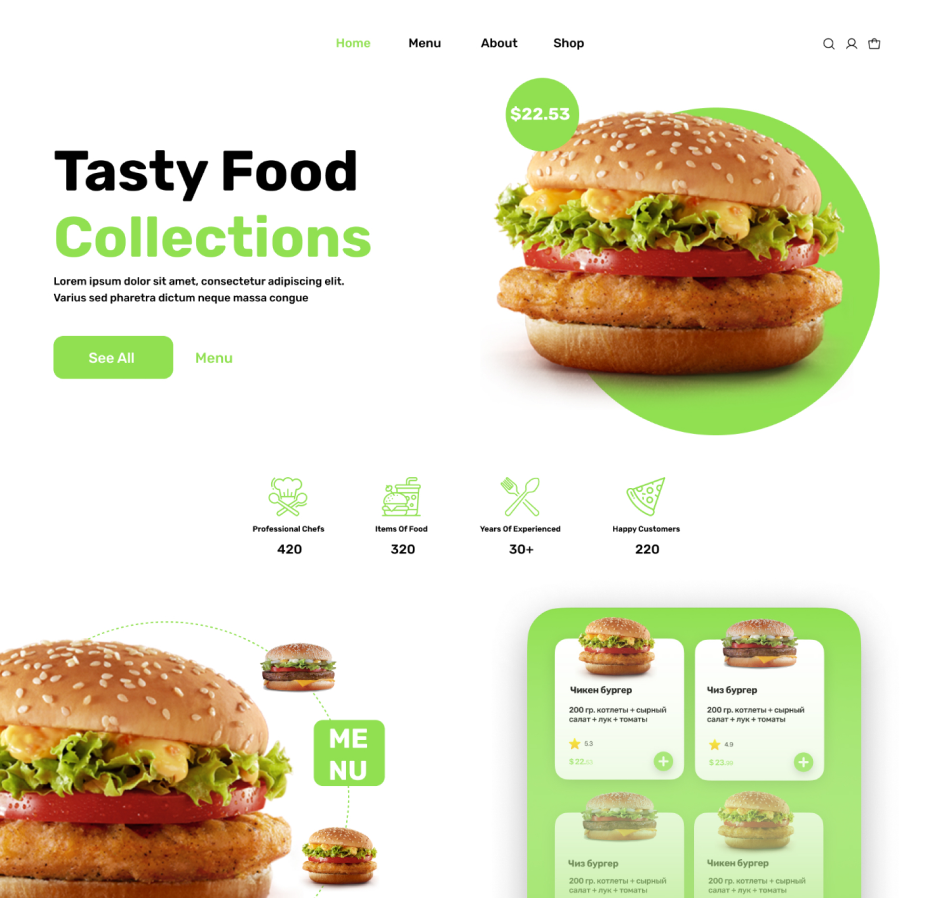 Home Menu About Shop
$22.53
Tasty Food
Collections
Lorem ipsum dolor sit amet, consectetur adipiscing elit.
Varius sed pharetra dictum neque massa congue
See All Menu
Professional Chefs
420
Items Of Food
320
Years Of Experienced
30+
Happy Customers
220
ME
NU
Чикен бургер
200 гр. котлеты + сырный
салат + лук + томаты
5.3
Чиз бургер
200 гр. котлеты + сырный
салат + лук + томаты
4.9
Чиз бургер
200 гр. котлеты + сырный
салат + лук + томаты
Чикен бургер
200 гр. котлеты + сырный
салат + лук + томаты